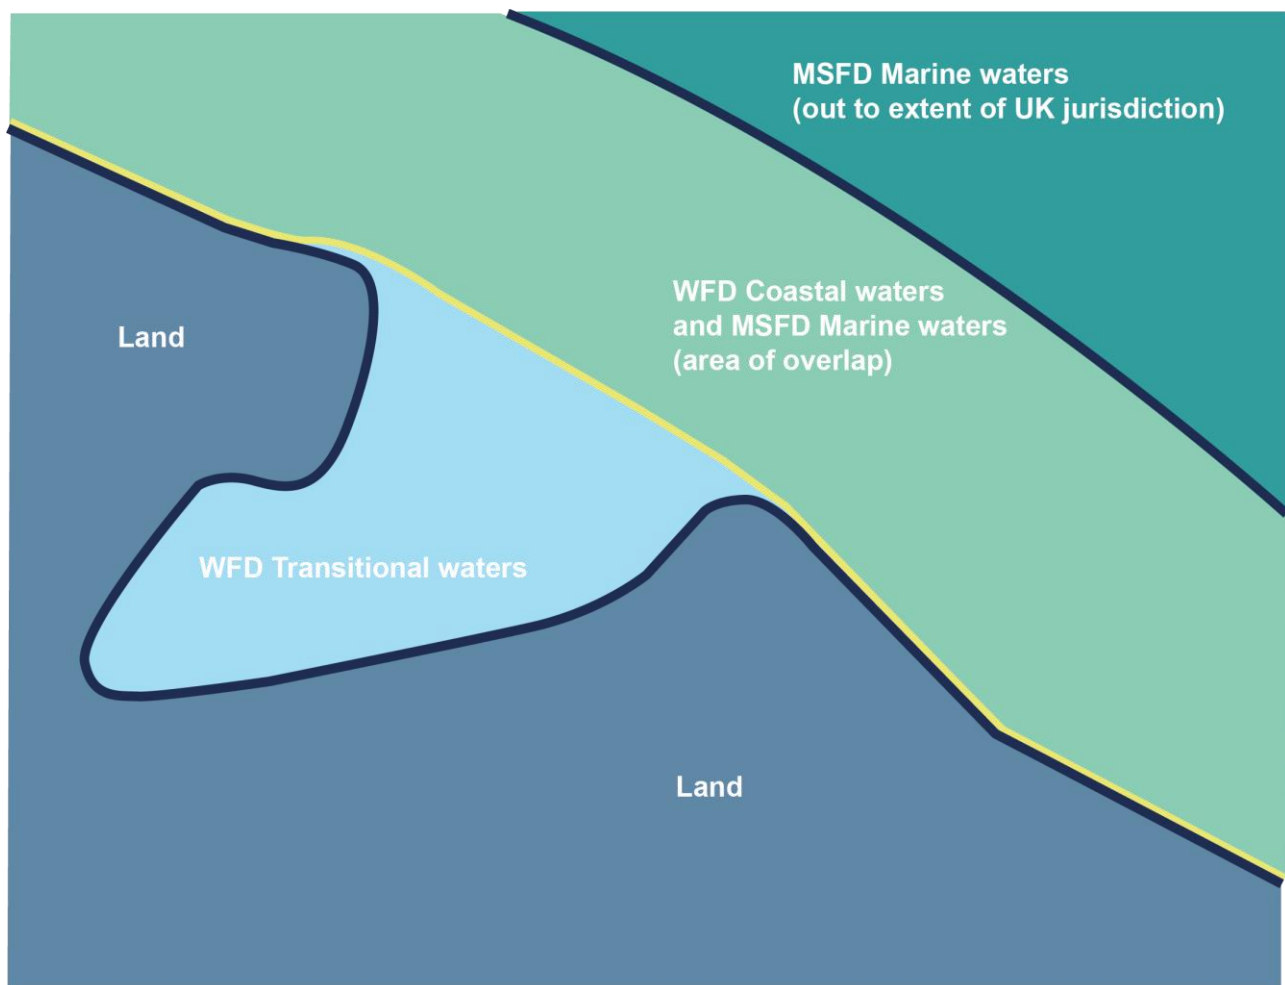 MSFD Marine waters
(out to extent of UK jurisdiction)
WFD Coastal waters
and MSFD Marine waters
(area of overlap)
Land
WFD Transitional waters
Land